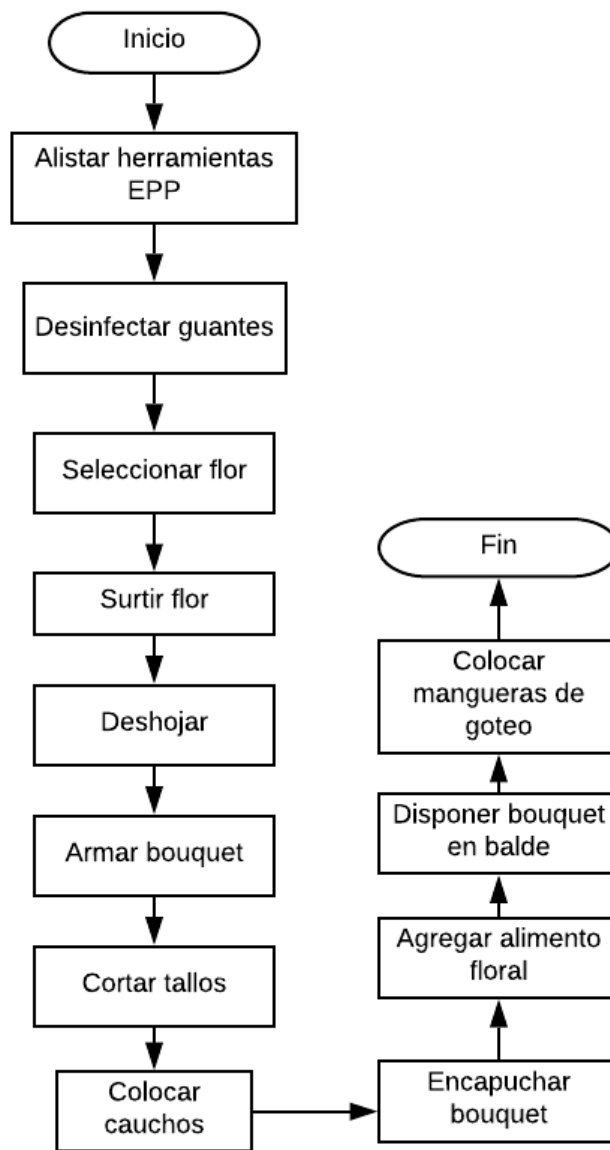 Inicio
Alistar herramientas
EPP
Desinfectar guantes
Seleccionar flor
Surtir flor
Deshojar
Armar bouquet
Cortar tallos
Colocar
cauchos
Encapuchar
bouquet
Agregar alimento
floral
Disponer bouquet
en balde
Colocar
mangueras de
goteo
Fin